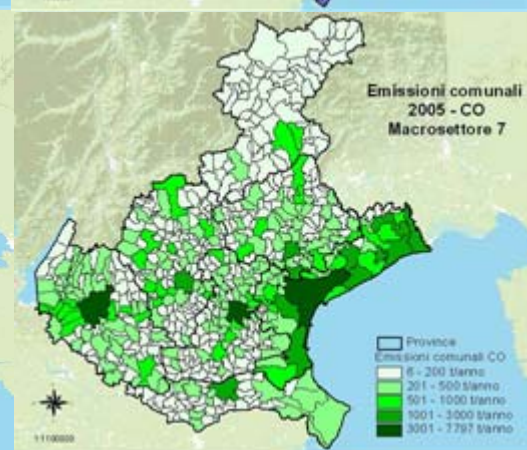 Emissioni comunali
2005 - CO
Macrosettore 7
Province
Emissioni comunali CO
6 - 200 t/anno
201 - 500 t/anno
501 - 1000 t/anno
1001 - 3000 t/anno
3001 - 7797 t/anno